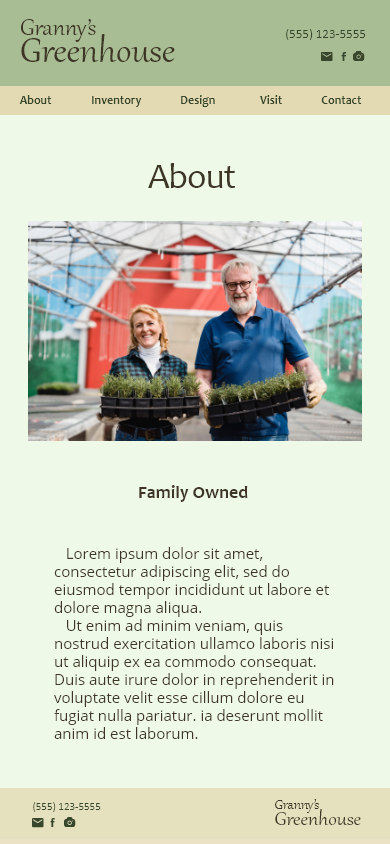 Granny's
Greenhouse
(555) 123-5555
About Inventory Design Visit Contact
About
Family Owned
Lorem ipsum dolor sit amet,
consectetur adipiscing elit, sed do
eiusmod tempor incididunt ut labore et
dolore magna aliqua.
Ut enim ad minim veniam, quis
nostrud exercitation ullamco laboris nisi
ut aliquip ex ea commodo consequat.
Duis aute irure dolor in reprehenderit in
voluptate velit esse cillum dolore eu
fugiat nulla pariatur. ia deserunt mollit
anim id est laborum.
(555) 123-5555
Granny's
Greenhouse